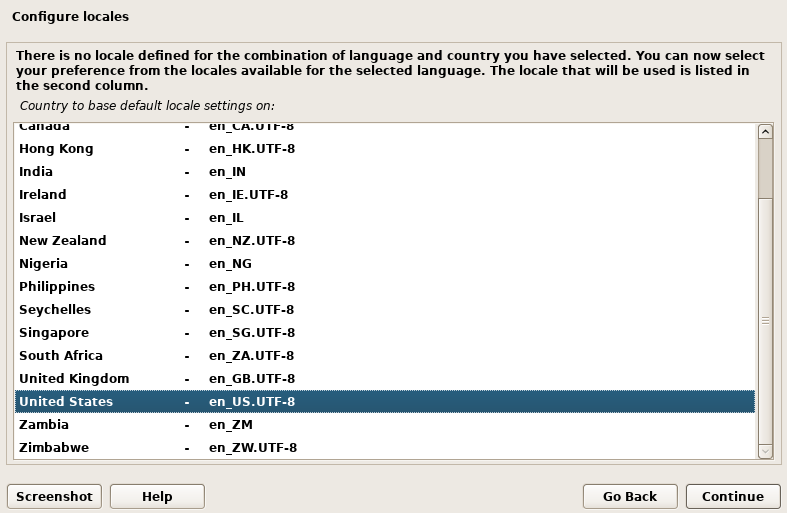 Configure locales
There is no locale defined for the combination of language and country you have selected. You can now select
your preference from the locales available for the selected language. The locale that will be used is listed in
the second column.
Country to base default locale settings on:
Canada - en_CA.UTF-8
Hong Kong - en_HK.UTF-8
India - en_IN
Ireland - en_IE.UTF-8
Israel - en_IL
New Zealand - en_NZ.UTF-8
Nigeria - en_NG
Philippines - en_PH.UTF-8
Seychelles - en_SC.UTF-8
Singapore - en_SG.UTF-8
South Africa - en_ZA.UTF-8
United Kingdom - en_GB.UTF-8
United States - en_US.UTF-8
Zambia - en_ZM
Zimbabwe - en_ZW.UTF-8
Screenshot Help Go Back Continue